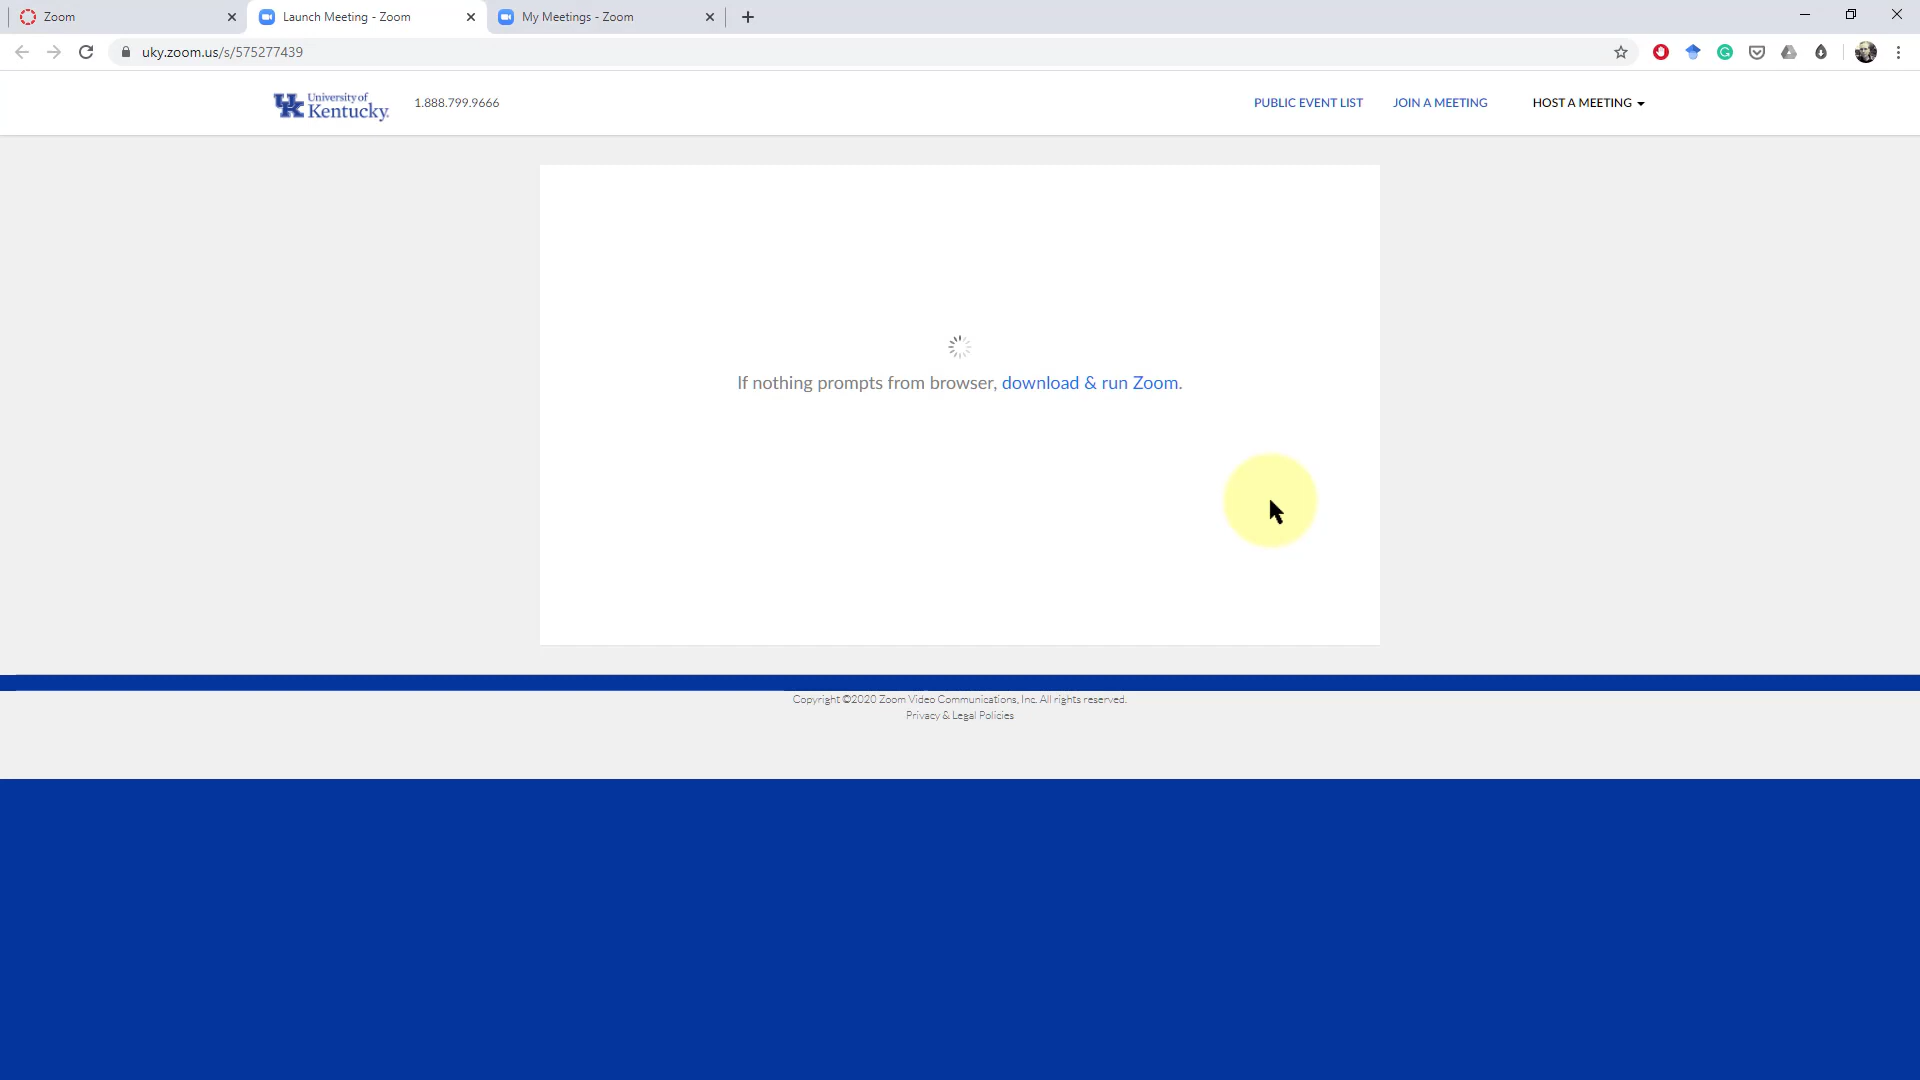 Zoom
Launch Meeting - Zoom
My Meetings - Zoom
uky.zoom.us/s/575277439
University of
Kentucky
1.888.799.9666
PUBLIC EVENT LIST
JOIN A MEETING
HOST A MEETING
If nothing prompts from browser, download & run Zoom.
Copyright ©2020 Zoom Video Communications, Inc. All rights reserved.
Privacy & Legal Policies